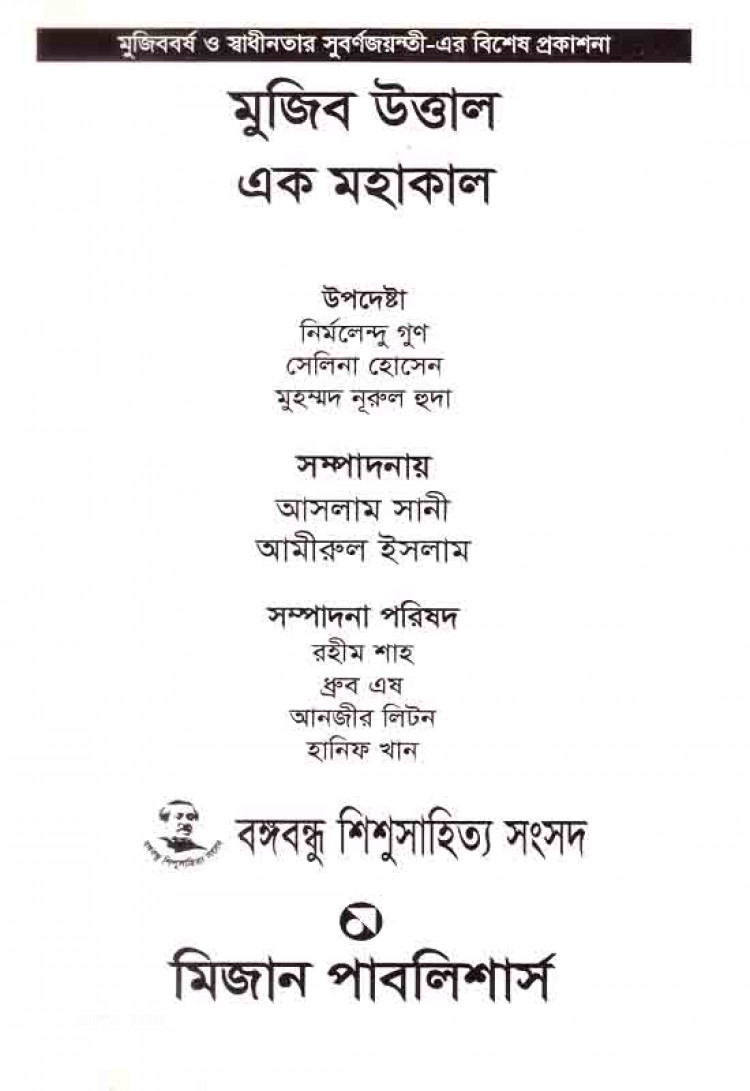 মুজিববর্ষ ও স্বাধীনতার সুবর্ণজয়ন্তী-এর বিশেষ প্রকাশনা
মুজিব উত্তাল
এক মহাকাল
উপদেষ্টা
নির্মলেন্দু গুণ
সেলিনা হোসেন
মুহম্মদ নূরুল হুদা
সম্পাদনায়
আসলাম সানী
আমীরুল ইসলাম
সম্পাদনা পরিষদ
রহীম শাহ
ধ্রুব এষ
আনজীর লিটন
হানিফ খান
বঙ্গবন্ধু শিশুসাহিত্য সংসদ
বঙ্গবন্ধু শিশুসাহিত্য সংসদ
মিজান পাবলিশার্স